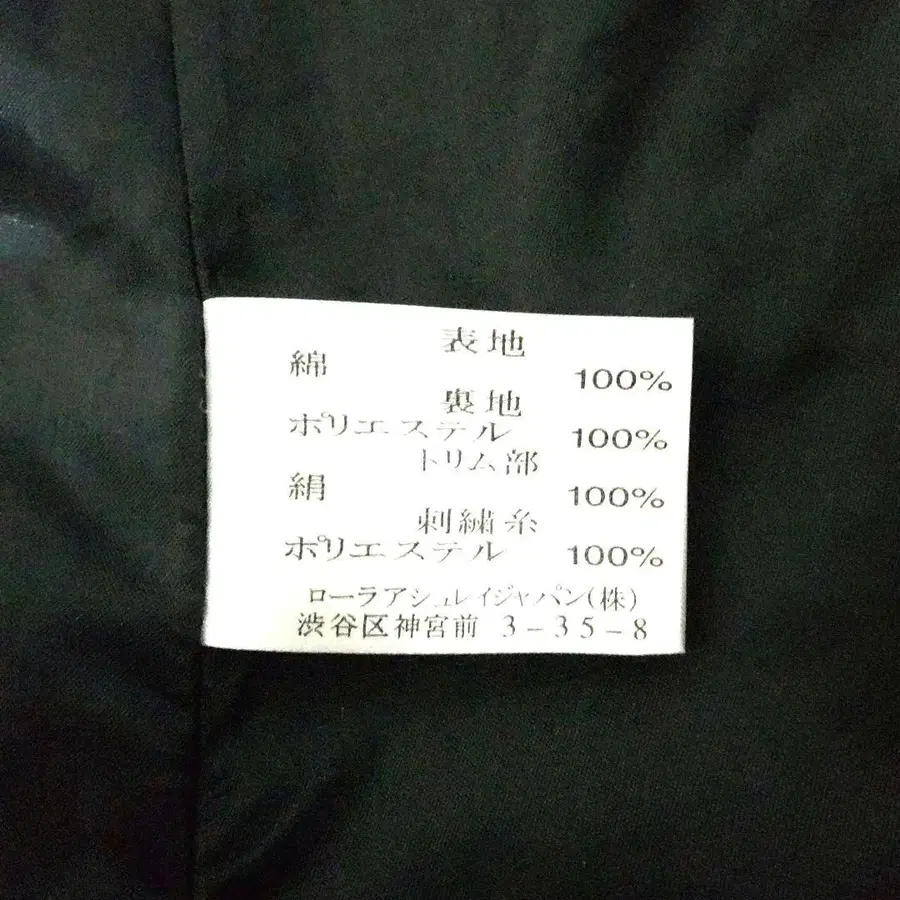 表地
綿 100%
裏地
ポリエステル 100%
トリム部
絹 100%
刺繍糸
ポリエステル 100%
ローラアシュレイジャパン(株)
渋谷区神宮前 3-35-8